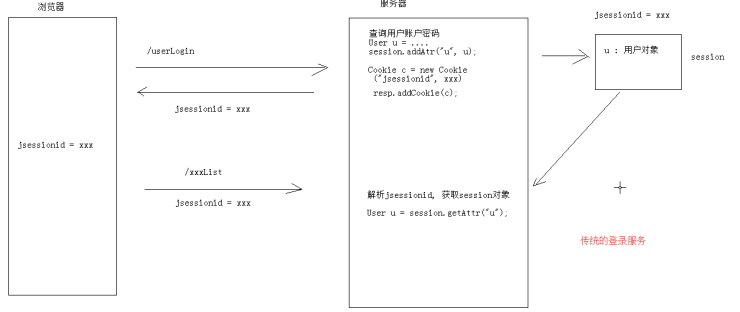 浏览器
服务器
jsessionid = xxx
/userLogin
查询用户账户密码
User u = ....
session.addAtr("u", u);
u : 用户对象
session
Cookie c = new Cookie
("jsessionid", xxx)
resp.addCookie(c);
jsessionid = xxx
jsessionid = xxx
/xxxList
jsessionid = xxx
解析jsessionid, 获取session对象
User u = session.getAttr("u");
传统的登录服务